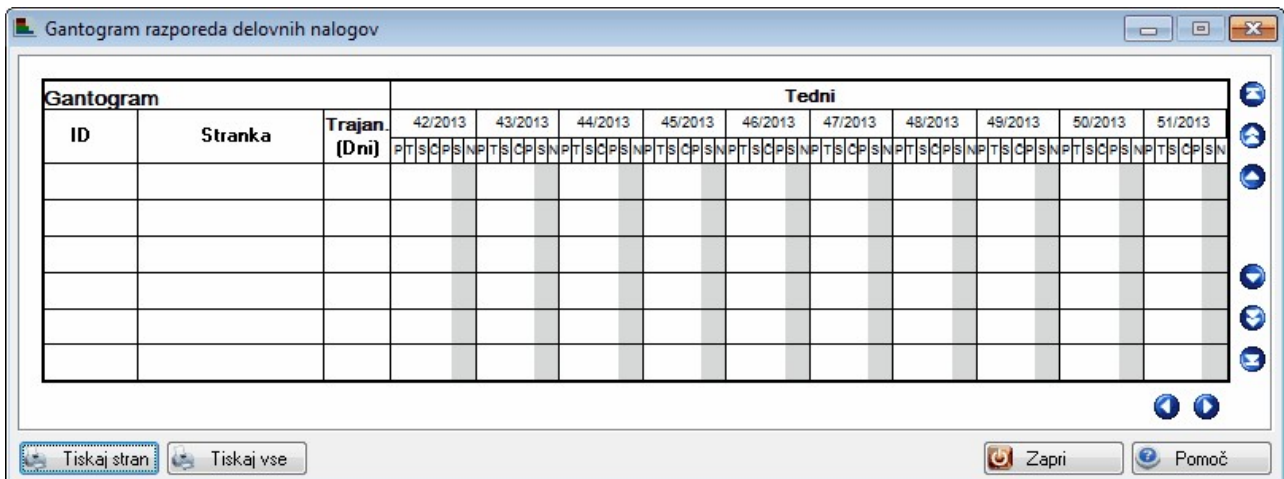 Gantogram razporeda delovnih nalogov
Gantogram
Tedni
ID
Stranka
Trajan.
(Dni)
42/2013 43/2013 44/2013 45/2013 46/2013 47/2013 48/2013 49/2013 50/2013 51/2013
P T S Č P S N P T S Č P S N P T S Č P S N P T S Č P S N P T S Č P S N P T S Č P S N P T S Č P S N P T S Č P S N P T S Č P S N P T S Č P S N
Tiskaj stran
Tiskaj vse
Zapri
Pomoč